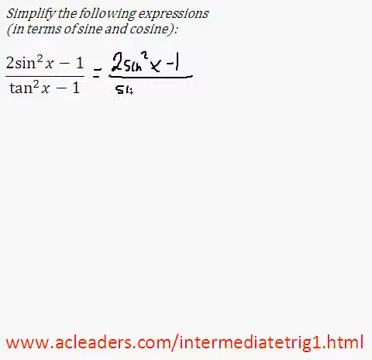 Simplify the following expressions
(in terms of sine and cosine):
2sin²x − 1 = 2sin²x − 1
tan²x − 1
www.acleaders.com/intermediatetrig1.html